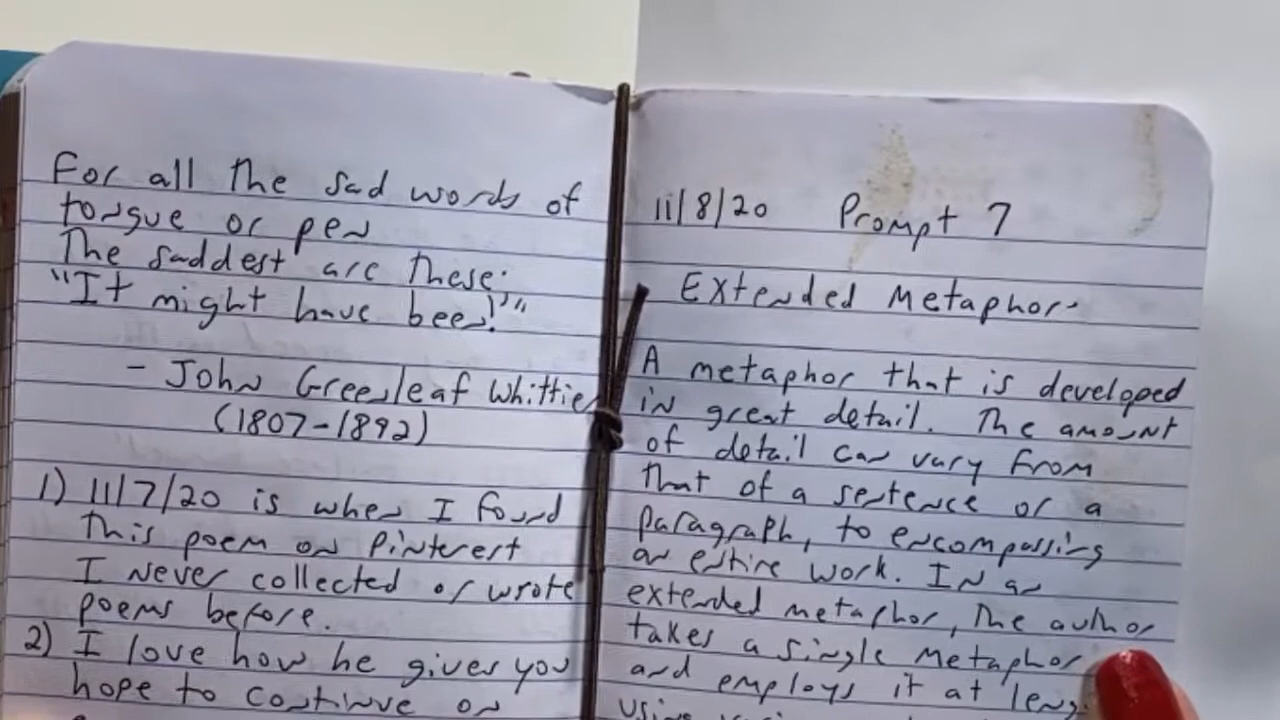 For all the sad words of
tongue or pen
The saddest are these;
"It might have been!'"
- John Greenleaf Whittier
(1807-1892)
1) 11/7/20 is when I found
this poem on Pinterest
I never collected or wrote
poems before.
2) I love how he gives you
hope to continue on
11/8/20 Prompt 7
Extended Metaphor
A metaphor that is developed
in great detail. The amount
of detail can vary from
that of a sentence or a
paragraph, to encompassing
an entire work. In an
extended metaphor, the author
takes a single metaphor
and employs it at
using